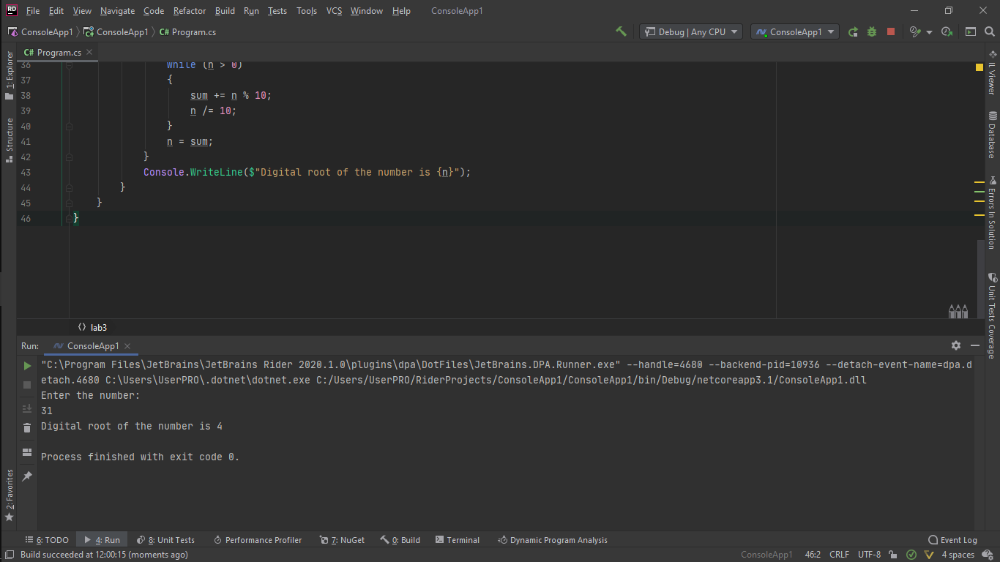 RD File Edit View Navigate Code Refactor Build Run Tests Tools VCS Window Help ConsoleApp1
ConsoleApp1 ConsoleApp1 C# Program.cs Debug | Any CPU ConsoleApp1
C# Program.cs
1: Explorer
Structure
2: Favorites
36 while (n > 0)
37 {
38 sum += n % 10;
39 n /= 10;
40 }
41 n = sum;
42 }
43 Console.WriteLine($"Digital root of the number is {n}");
44 }
45 }
46 }
IL Viewer
Database
Errors In Solution
Unit Tests Coverage
lab3
Run: ConsoleApp1
"C:\Program Files\JetBrains\JetBrains Rider 2020.1.0\plugins\dpa\DotFiles\JetBrains.DPA.Runner.exe" --handle=4680 --backend-pid=10936 --detach-event-name=dpa.d
etach.4680 C:\Users\UserPRO\.dotnet\dotnet.exe C:/Users/UserPRO/RiderProjects/ConsoleApp1/ConsoleApp1/bin/Debug/netcoreapp3.1/ConsoleApp1.dll
Enter the number:
31
Digital root of the number is 4
Process finished with exit code 0.
6: TODO 4: Run 8: Unit Tests Performance Profiler 7: NuGet 0: Build Terminal Dynamic Program Analysis Event Log
Build succeeded at 12:00:15 (moments ago) ConsoleApp1 46:2 CRLF UTF-8 4 spaces